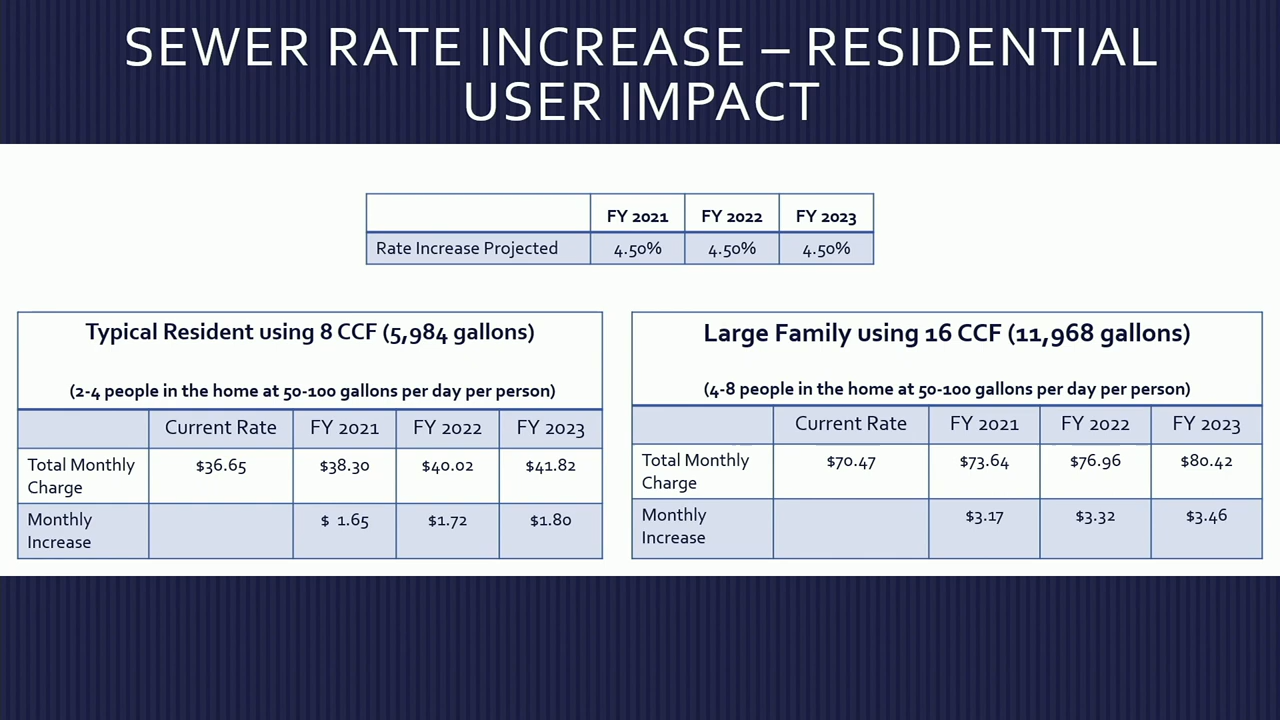 SEWER RATE INCREASE – RESIDENTIAL
USER IMPACT
FY 2021 FY 2022 FY 2023
Rate Increase Projected 4.50% 4.50% 4.50%
Typical Resident using 8 CCF (5,984 gallons)
(2-4 people in the home at 50-100 gallons per day per person)
Current Rate FY 2021 FY 2022 FY 2023
Total Monthly Charge $36.65 $38.30 $40.02 $41.82
Monthly Increase $ 1.65 $1.72 $1.80
Large Family using 16 CCF (11,968 gallons)
(4-8 people in the home at 50-100 gallons per day per person)
Current Rate FY 2021 FY 2022 FY 2023
Total Monthly Charge $70.47 $73.64 $76.96 $80.42
Monthly Increase $3.17 $3.32 $3.46